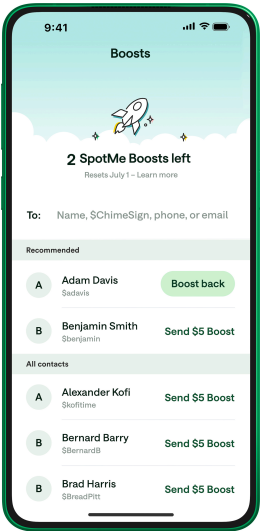 9:41
Boosts
2 SpotMe Boosts left
Resets July 1 – Learn more
To: Name, $ChimeSign, phone, or email
Recommended
A Adam Davis Boost back
$adavis
B Benjamin Smith Send $5 Boost
$benjamin
All contacts
A Alexander Kofi Send $5 Boost
$kofitime
B Bernard Barry Send $5 Boost
$BernardB
B Brad Harris Send $5 Boost
$BreadPitt